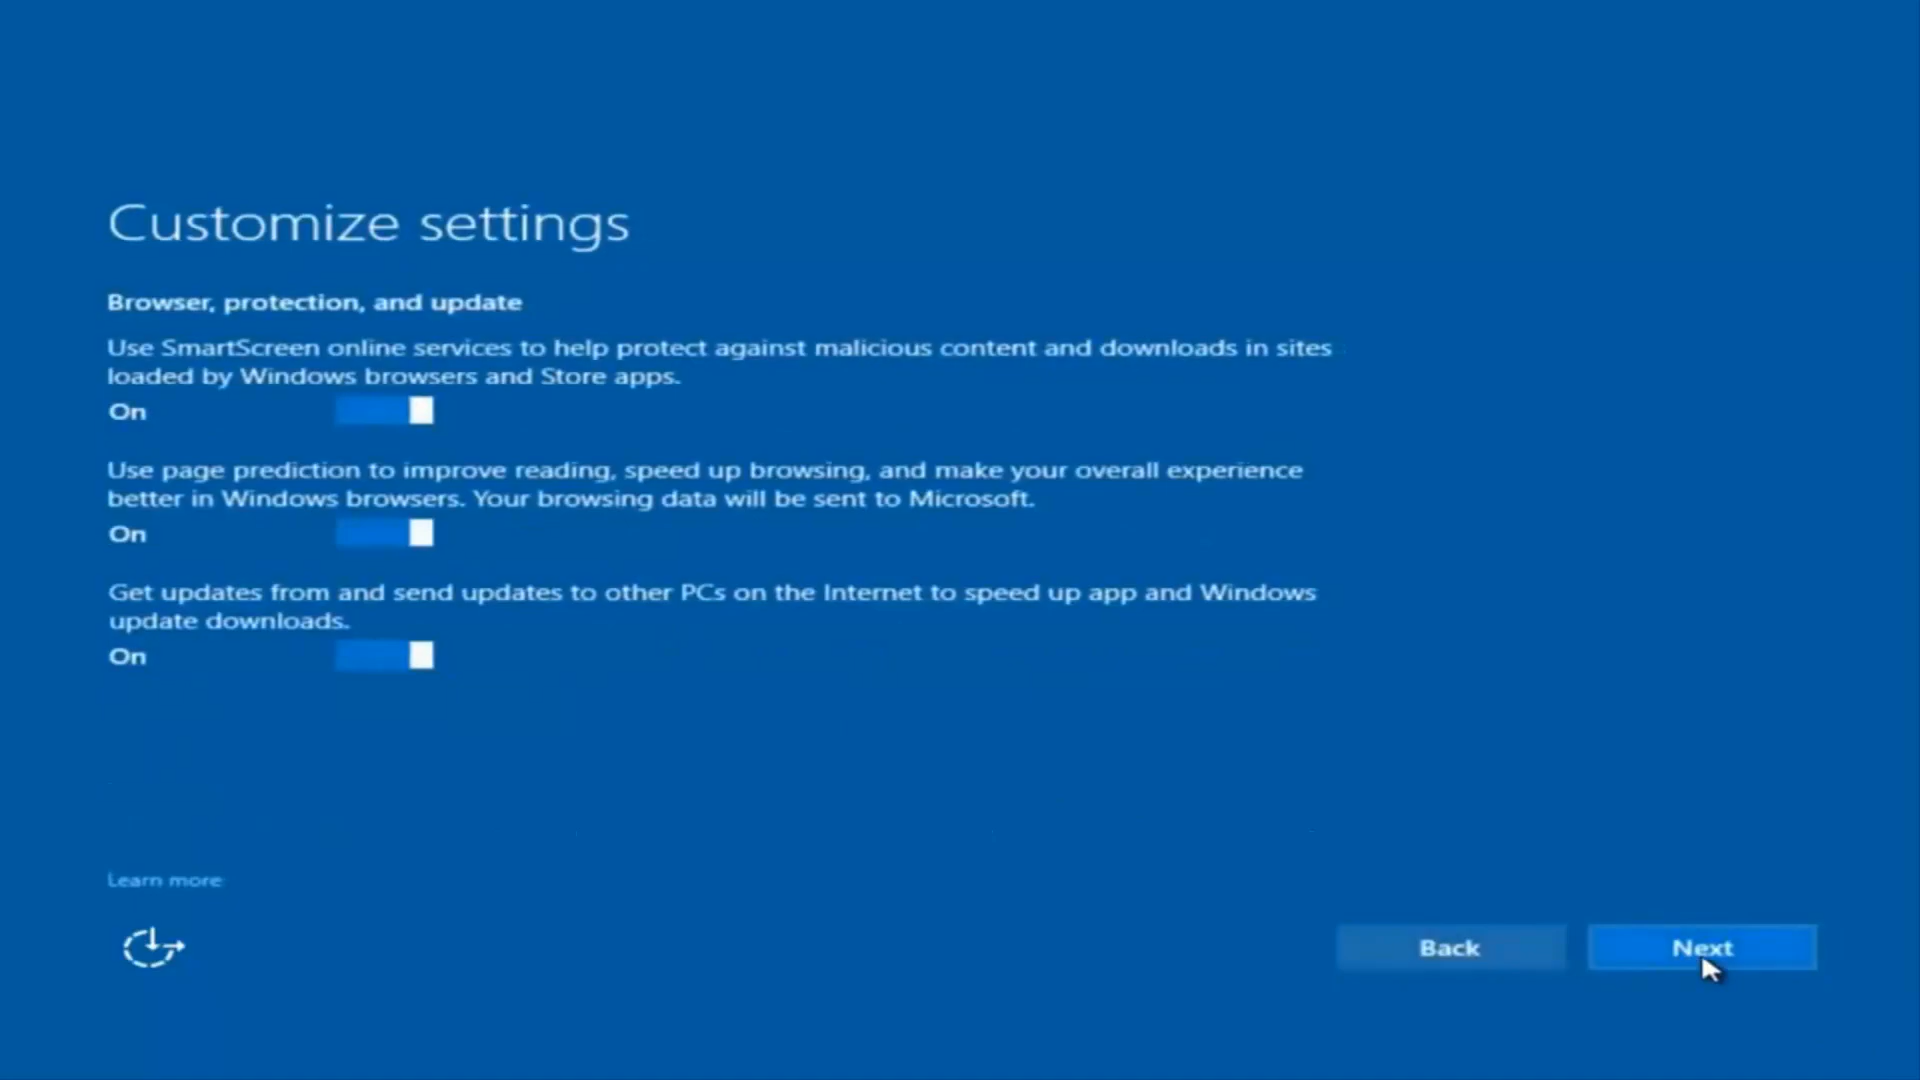 Customize settings
Browser, protection, and update
Use SmartScreen online services to help protect against malicious content and downloads in sites
loaded by Windows browsers and Store apps.
On
Use page prediction to improve reading, speed up browsing, and make your overall experience
better in Windows browsers. Your browsing data will be sent to Microsoft.
On
Get updates from and send updates to other PCs on the Internet to speed up app and Windows
update downloads.
On
Learn more
Back
Next